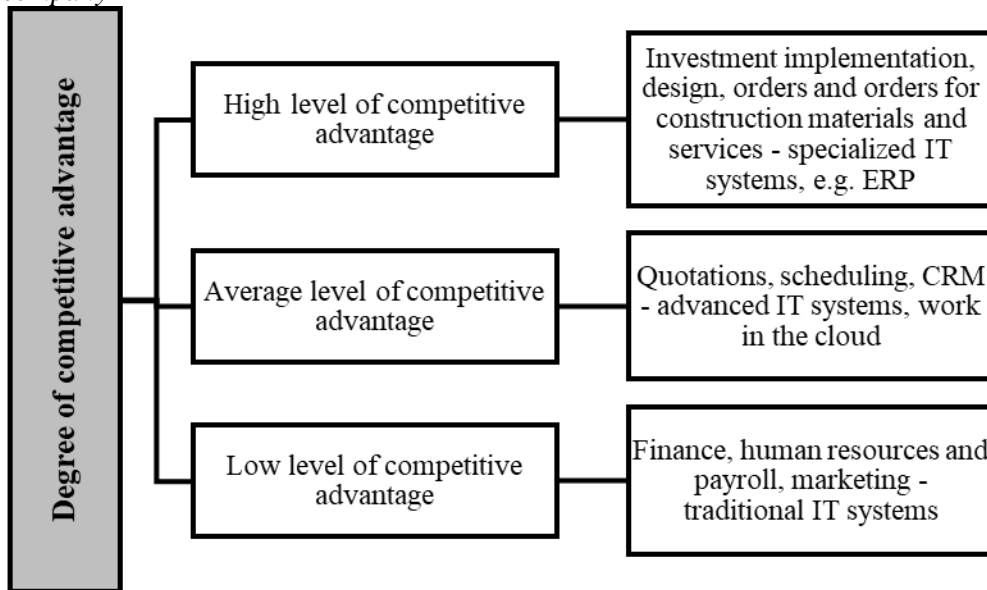 company
Degree of competitive advantage
High level of competitive
advantage
Investment implementation,
design, orders and orders for
construction materials and
services - specialized IT
systems, e.g. ERP
Average level of competitive
advantage
Quotations, scheduling, CRM
- advanced IT systems, work
in the cloud
Low level of competitive
advantage
Finance, human resources and
payroll, marketing -
traditional IT systems